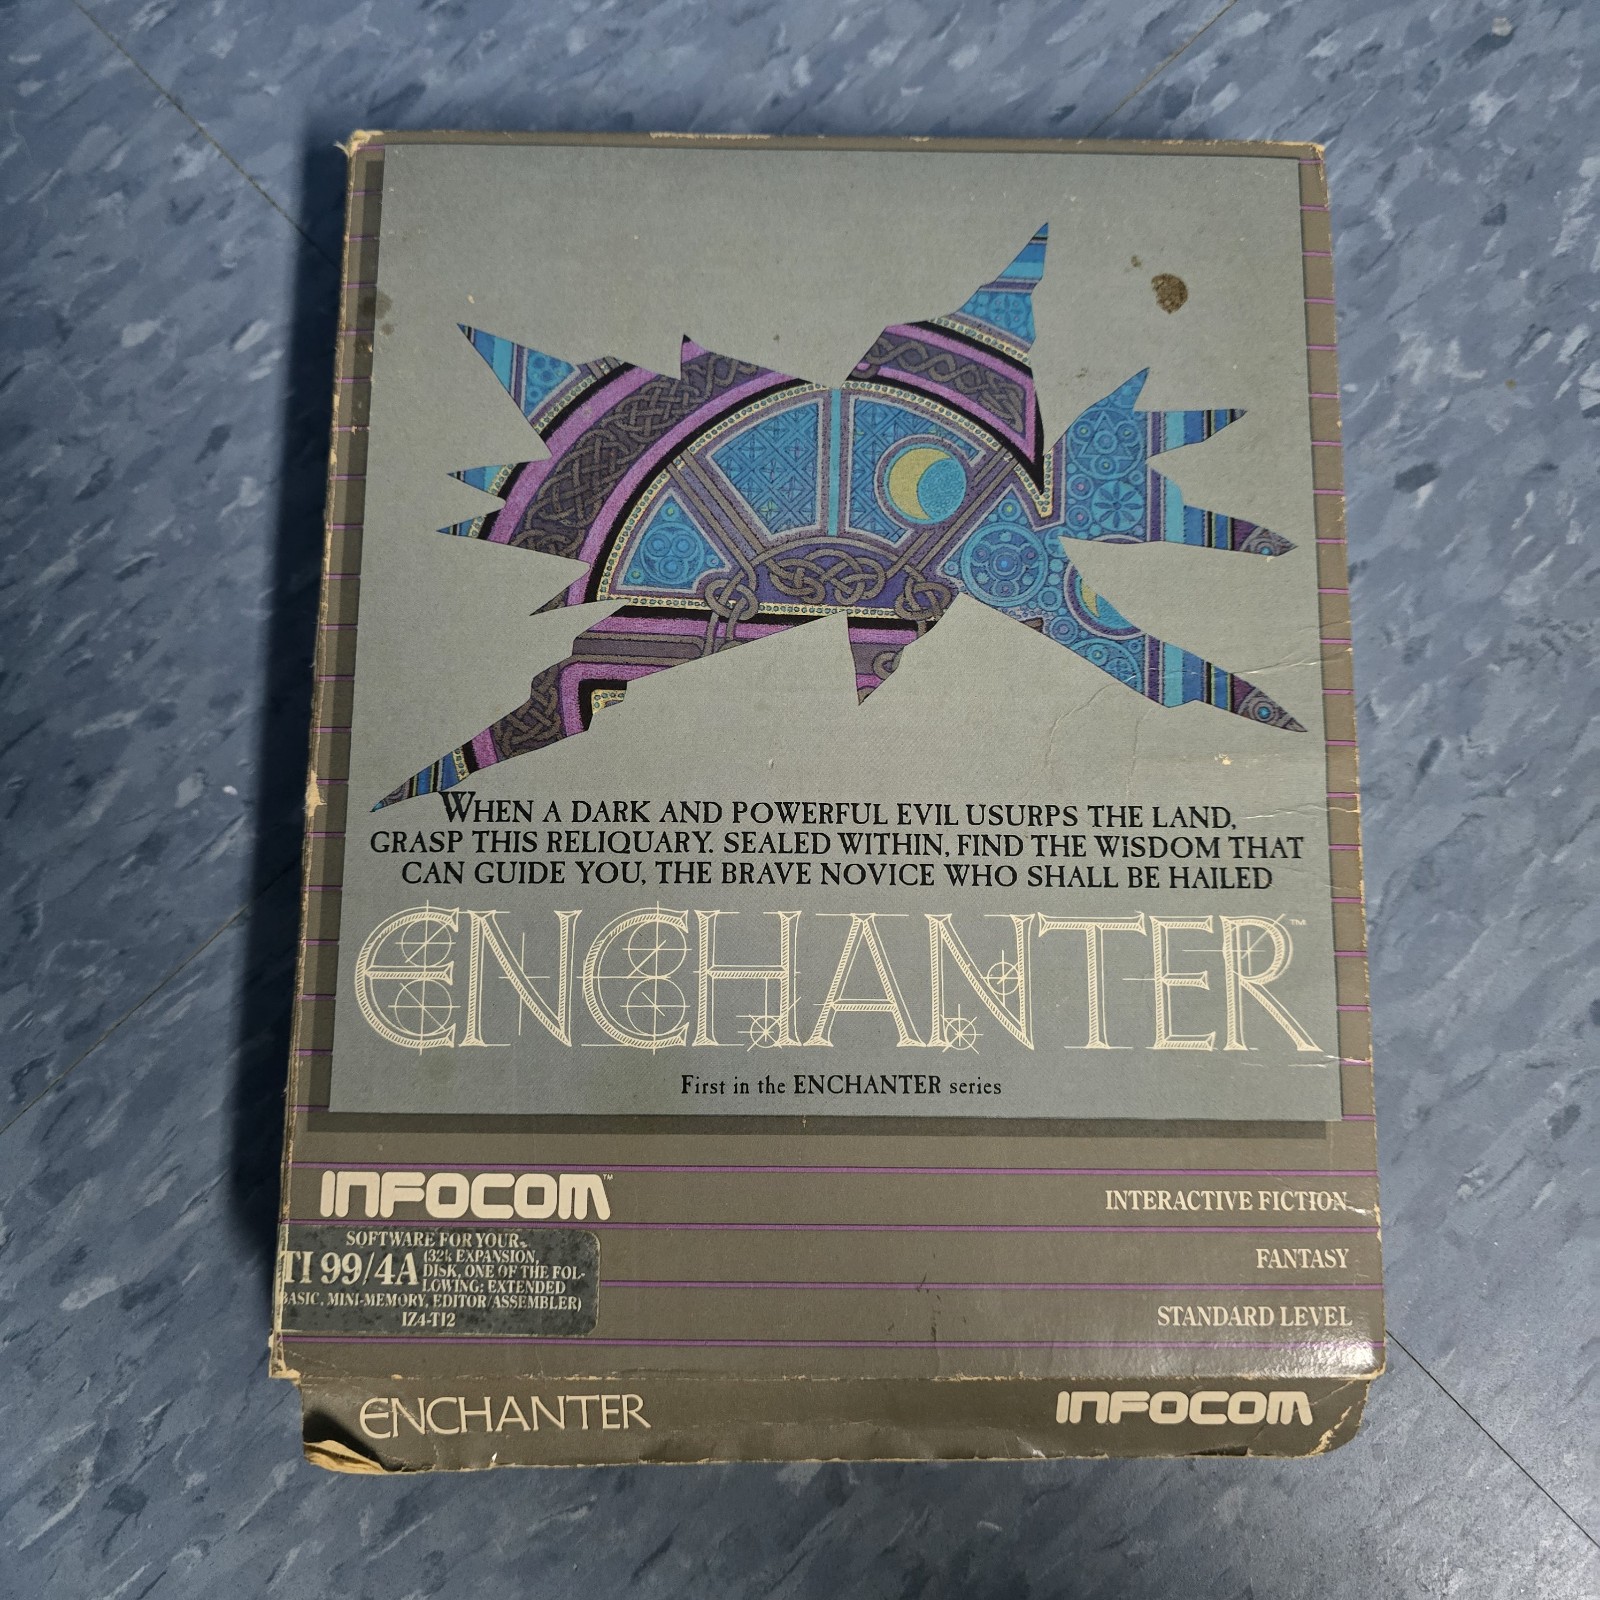 WHEN A DARK AND POWERFUL EVIL USURPS THE LAND,
GRASP THIS RELIQUARY. SEALED WITHIN, FIND THE WISDOM THAT
CAN GUIDE YOU, THE BRAVE NOVICE WHO SHALL BE HAILED
ENCHANTER™
First in the ENCHANTER series
INFOCOM™
INTERACTIVE FICTION
FANTASY
STANDARD LEVEL
SOFTWARE FOR YOUR
TI 99/4A (32k EXPANSION,
DISK, ONE OF THE FOL-
LOWING: EXTENDED
BASIC, MINI-MEMORY, EDITOR/ASSEMBLER)
IZ4-TI2
ENCHANTER
INFOCOM